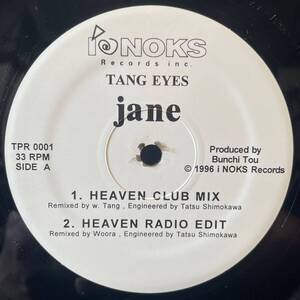 i NOKS
Records inc.
TANG EYES
jane
TPR 0001
33 RPM
SIDE A
Produced by
Bunchi Tou
© 1996 i NOKS Records
1. HEAVEN CLUB MIX
Remixed by w. Tang , Engineered by Tatsu Shimokawa
2. HEAVEN RADIO EDIT
Remixed by Woora , Engineered by Tatsu Shimokawa